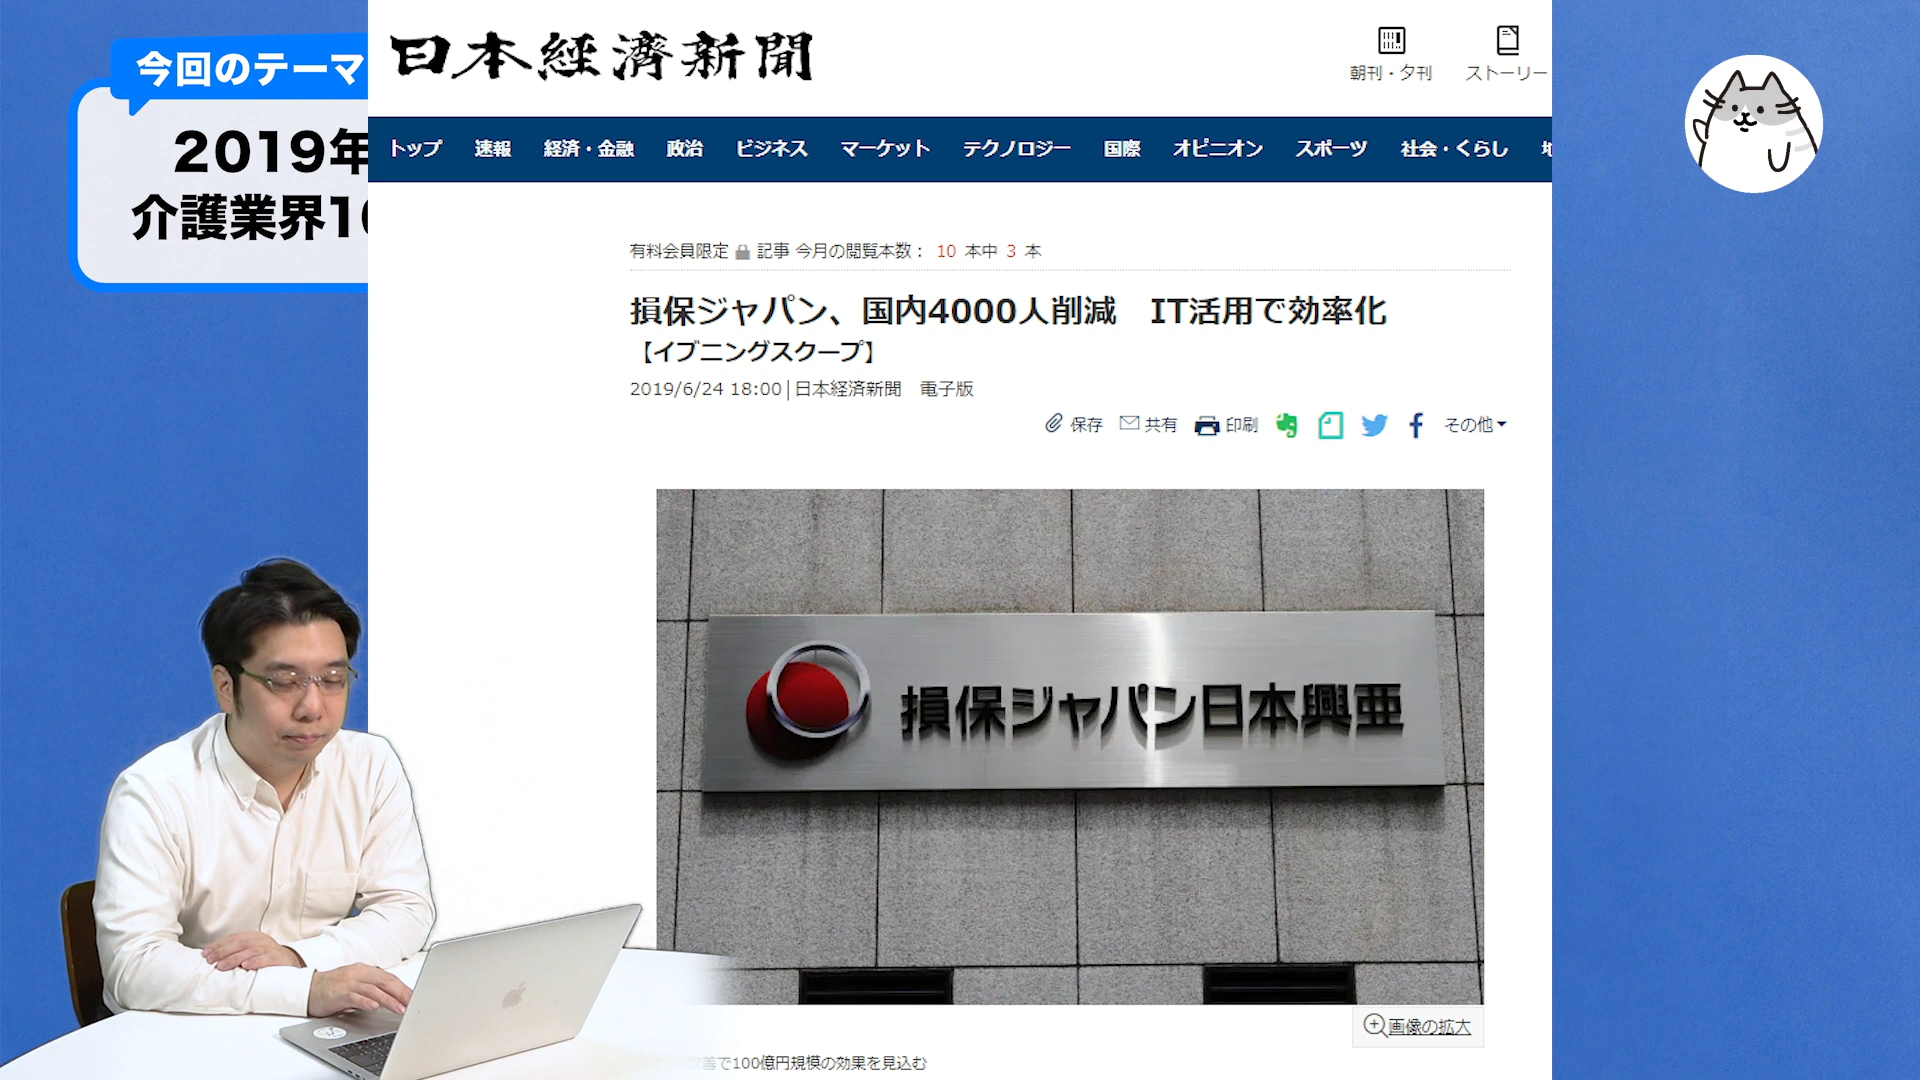 今回のテーマ
2019年
介護業界1
日本経済新聞
朝刊・夕刊
ストーリー
トップ 速報 経済・金融 政治 ビジネス マーケット テクノロジー 国際 オピニオン スポーツ 社会・くらし
有料会員限定 記事 今月の閲覧本数： 10 本中 3 本
損保ジャパン、国内4000人削減　IT活用で効率化
【イブニングスクープ】
2019/6/24 18:00 | 日本経済新聞　電子版
保存 共有 印刷 その他
損保ジャパン日本興亜
画像の拡大
善で100億円規模の効果を見込む